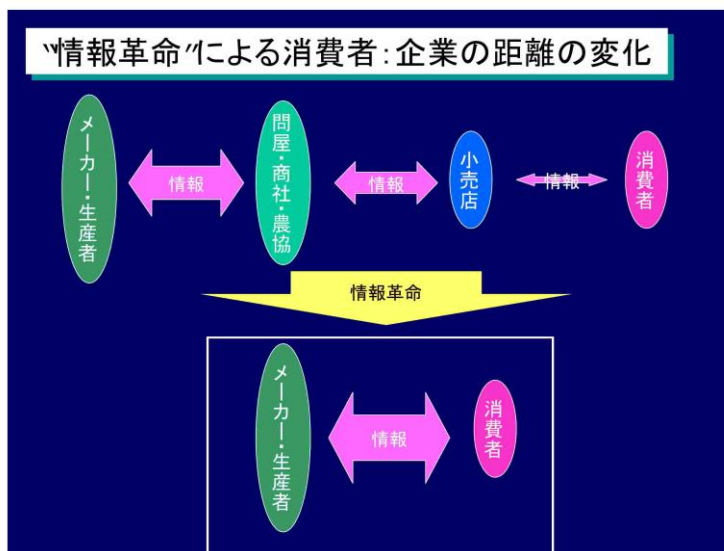 “情報革命”による消費者:企業の距離の変化
メーカー・生産者
情報
問屋・商社・農協
情報
小売店
情報
消費者
情報革命
メーカー・生産者
情報
消費者